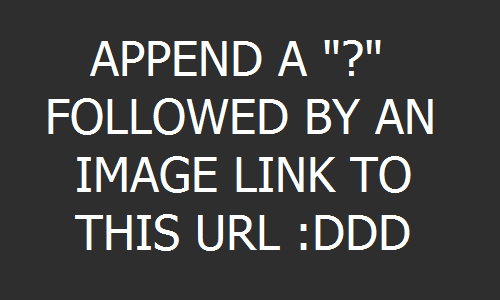 APPEND A "?"
FOLLOWED BY AN
IMAGE LINK TO
THIS URL :DDD